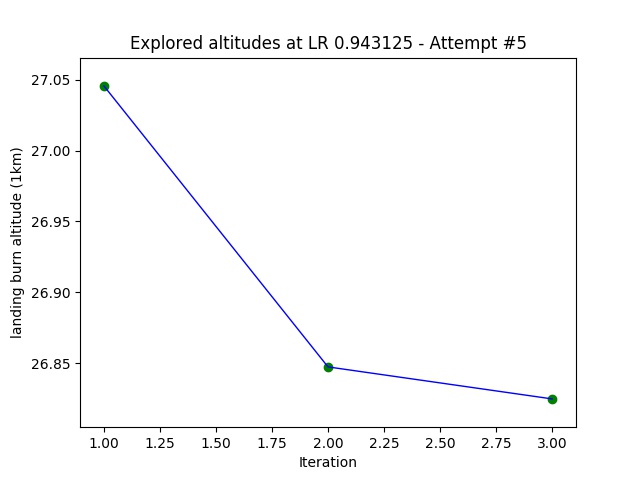 Explored altitudes at LR 0.943125 - Attempt #5
landing burn altitude (1km)
27.05
27.00
26.95
26.90
26.85
1.00 1.25 1.50 1.75 2.00 2.25 2.50 2.75 3.00
Iteration